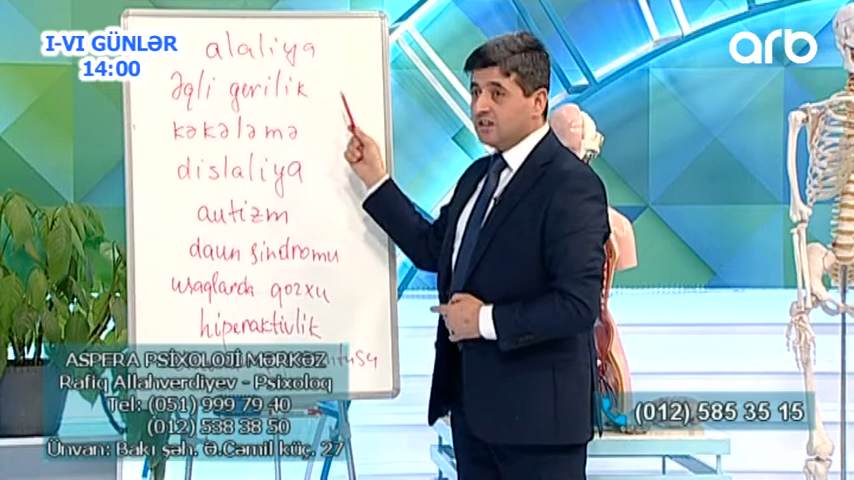 I-VI GÜNLƏR
14:00
arb
alaliya
Əqli gerilik
kəkələmə
dislaliya
autizm
daun şindromu
uşaqlarda qorxu
hiperaktivlik
ASPERA PSİXOLOJİ MƏRKƏZ
Rafiq Allahverdiyev - Psixoloq
Tel: (051) 999 79 40
(012) 538 38 50
Ünvan: Bakı şəh. Ə.Cəmil küç. 27
(012) 585 35 15